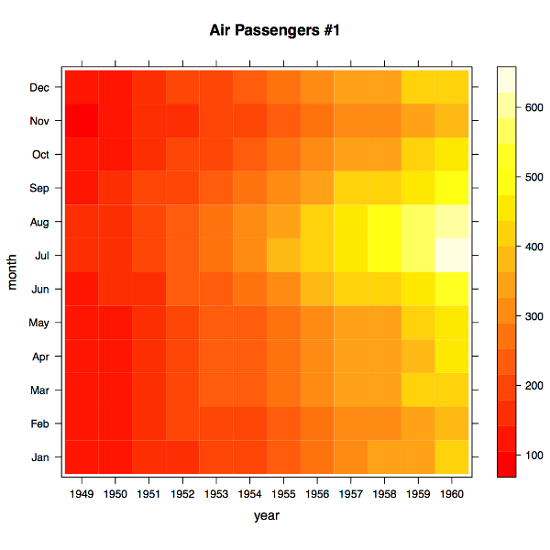 Air Passengers #1
Dec
Nov
Oct
Sep
Aug
Jul
Jun
May
Apr
Mar
Feb
Jan
month
1949 1950 1951 1952 1953 1954 1955 1956 1957 1958 1959 1960
year
600
500
400
300
200
100